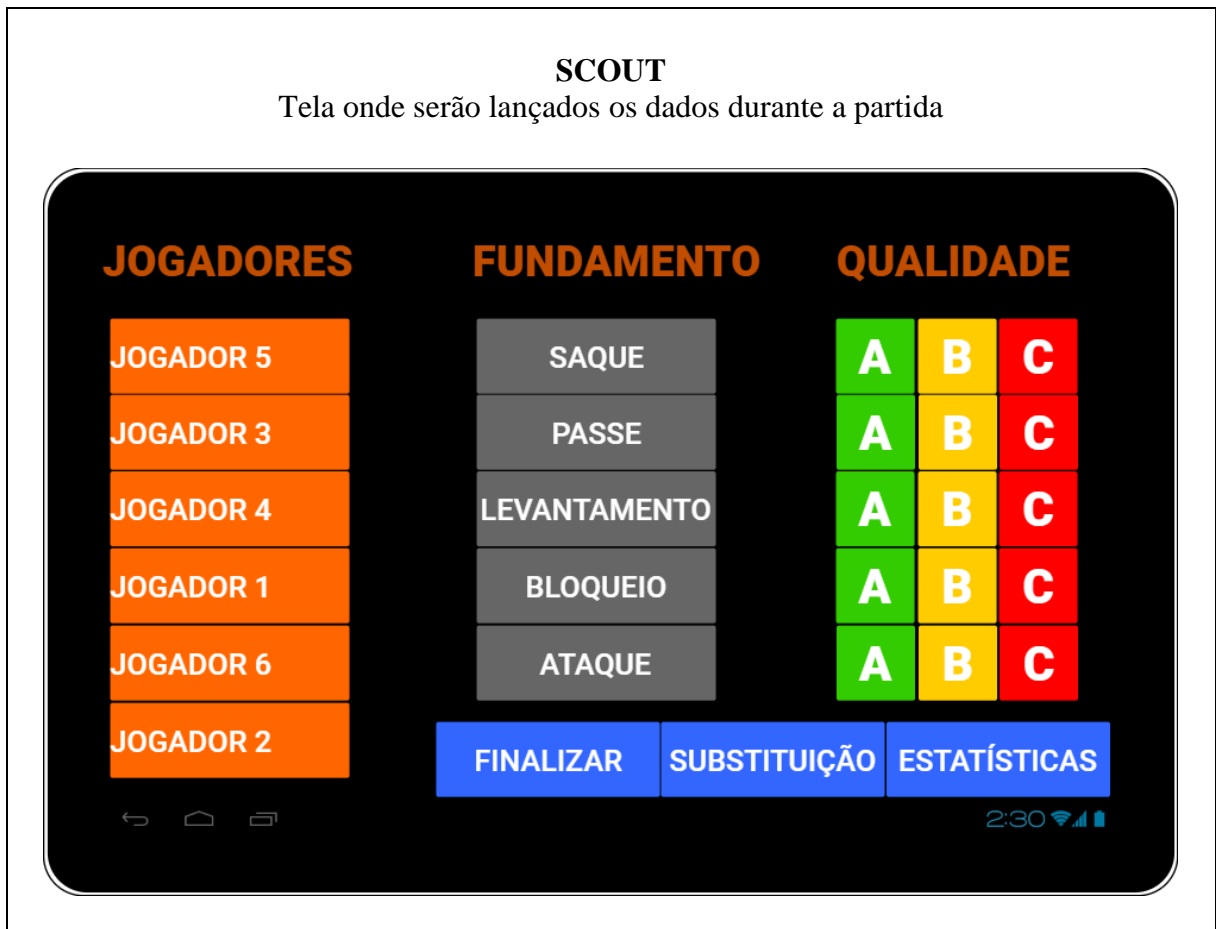 SCOUT
Tela onde serão lançados os dados durante a partida
JOGADORES FUNDAMENTO QUALIDADE
JOGADOR 5 SAQUE A B C
JOGADOR 3 PASSE A B C
JOGADOR 4 LEVANTAMENTO A B C
JOGADOR 1 BLOQUEIO A B C
JOGADOR 6 ATAQUE A B C
JOGADOR 2
FINALIZAR SUBSTITUIÇÃO ESTATÍSTICAS
2:30